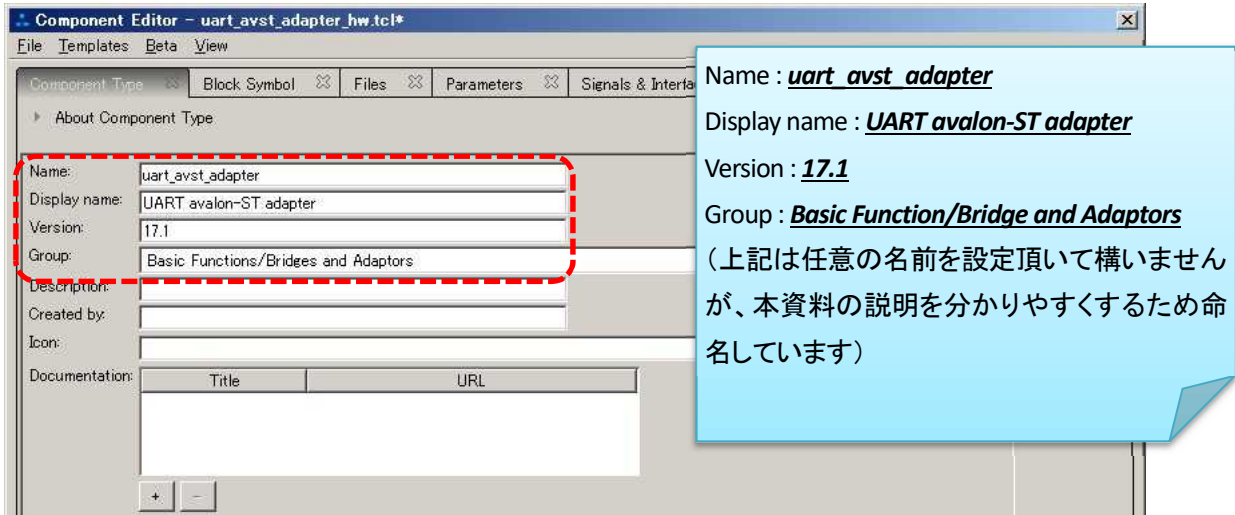 Component Editor - uart_avst_adapter_hw.tcl*
File Templates Beta View
Component Type Block Symbol Files Parameters Signals & Interfa
About Component Type
Name: uart_avst_adapter
Display name: UART avalon-ST adapter
Version: 17.1
Group: Basic Functions/Bridges and Adaptors
Description:
Created by:
Icon:
Documentation: Title URL
+ -
Name : uart_avst_adapter
Display name : UART avalon-ST adapter
Version : 17.1
Group : Basic Function/Bridge and Adaptors
（上記は任意の名前を設定頂いて構いません
が、本資料の説明を分かりやすくするため命
名しています）